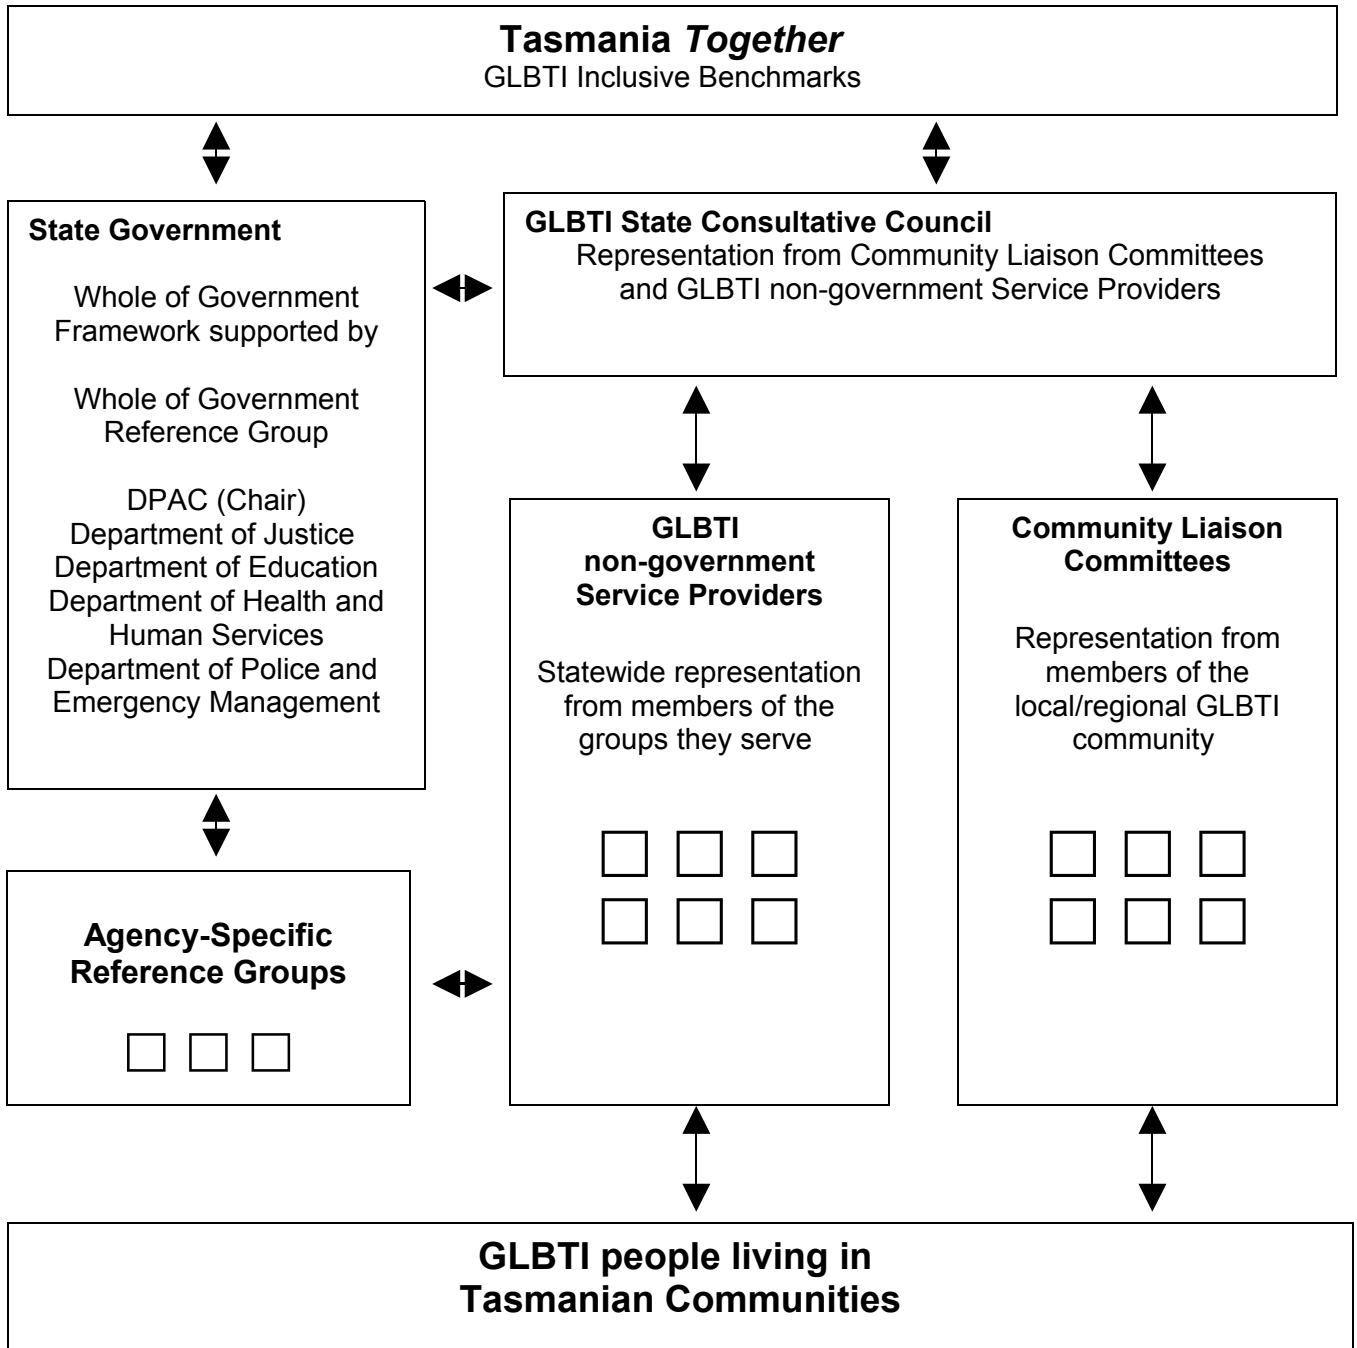 Tasmania Together
GLBTI Inclusive Benchmarks
State Government
Whole of Government
Framework supported by
Whole of Government
Reference Group
DPAC (Chair)
Department of Justice
Department of Education
Department of Health and
Human Services
Department of Police and
Emergency Management
GLBTI State Consultative Council
Representation from Community Liaison Committees
and GLBTI non-government Service Providers
GLBTI
non-government
Service Providers
Statewide representation
from members of the
groups they serve
Community Liaison
Committees
Representation from
members of the
local/regional GLBTI
community
Agency-Specific
Reference Groups
GLBTI people living in
Tasmanian Communities